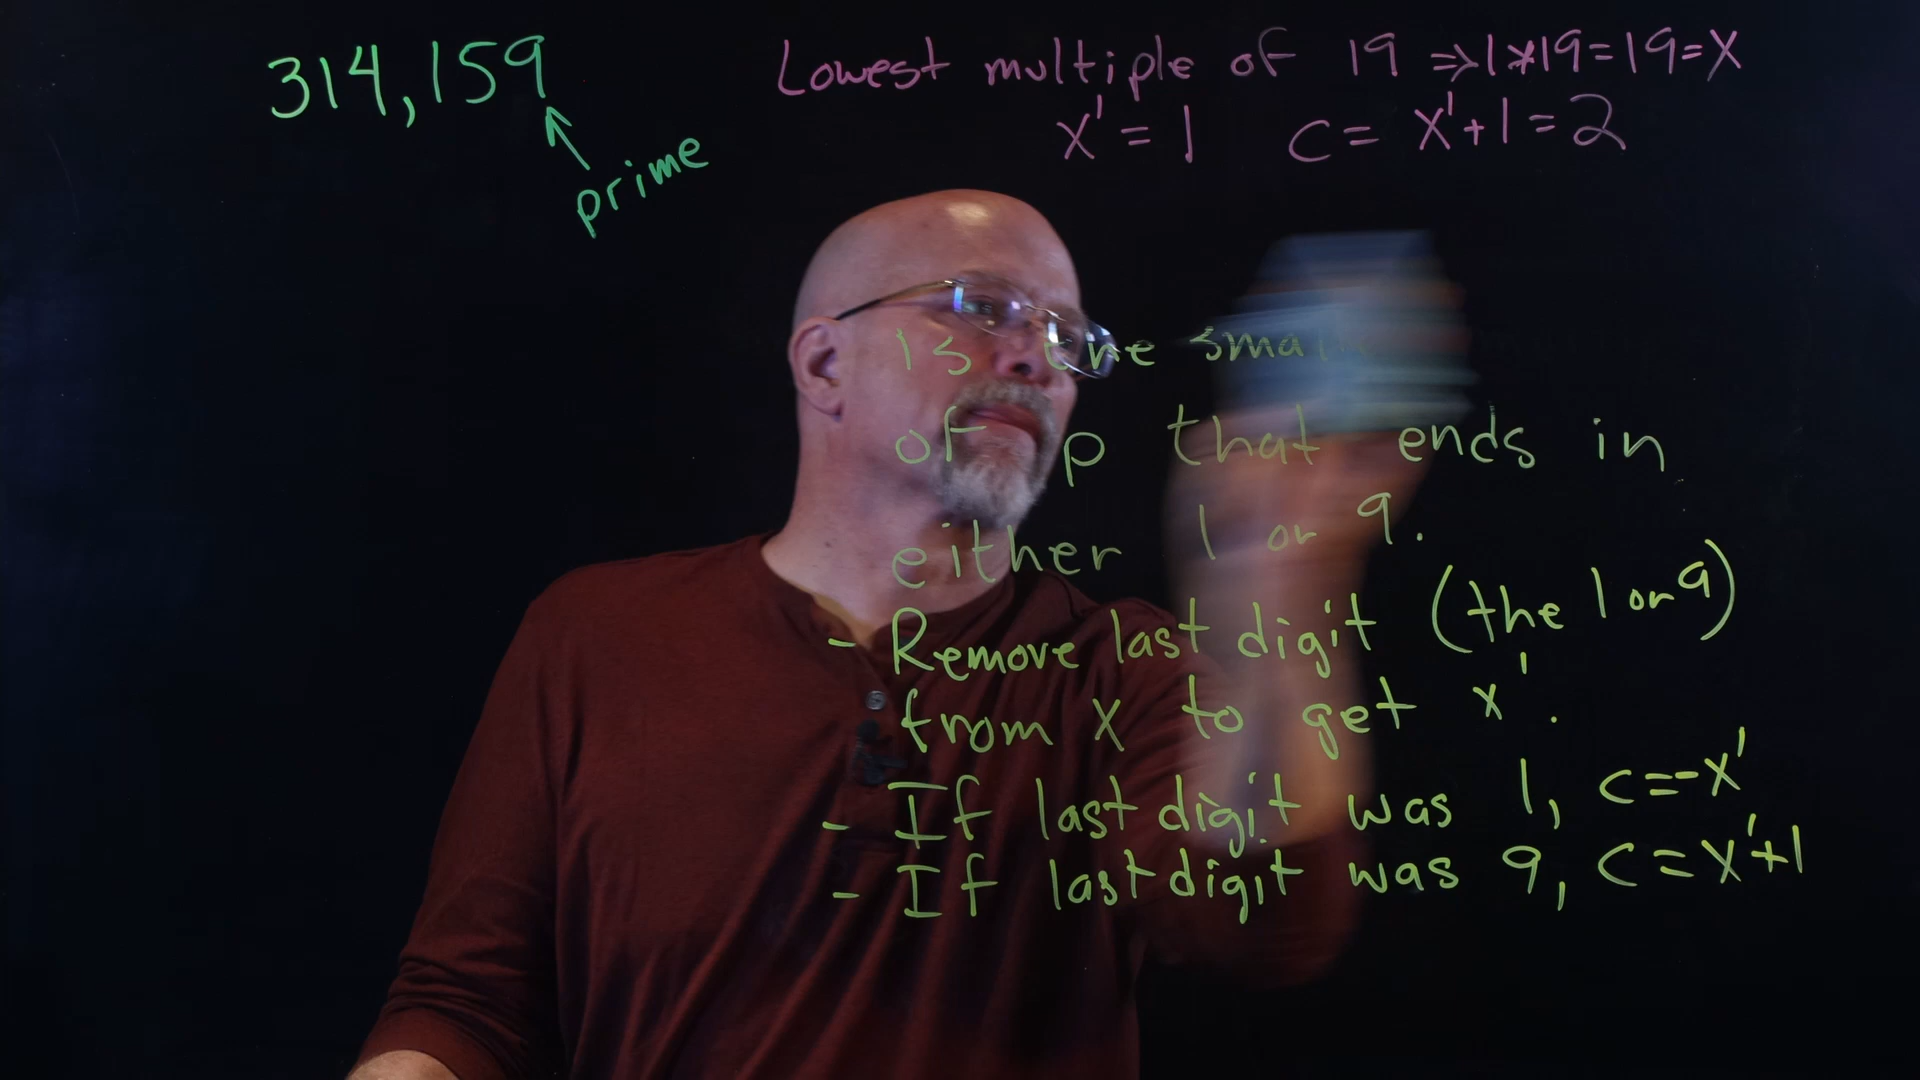 314,159
prime
Lowest multiple of 19 ⇒ 1*19=19=X
X' = 1 C = X'+1 = 2
is the
of p that ends in
either 1 or 9.
- Remove last digit (the 1 or 9)
from X to get X'.
- If last digit was 1, C=-X'
- If last digit was 9, C=X'+1